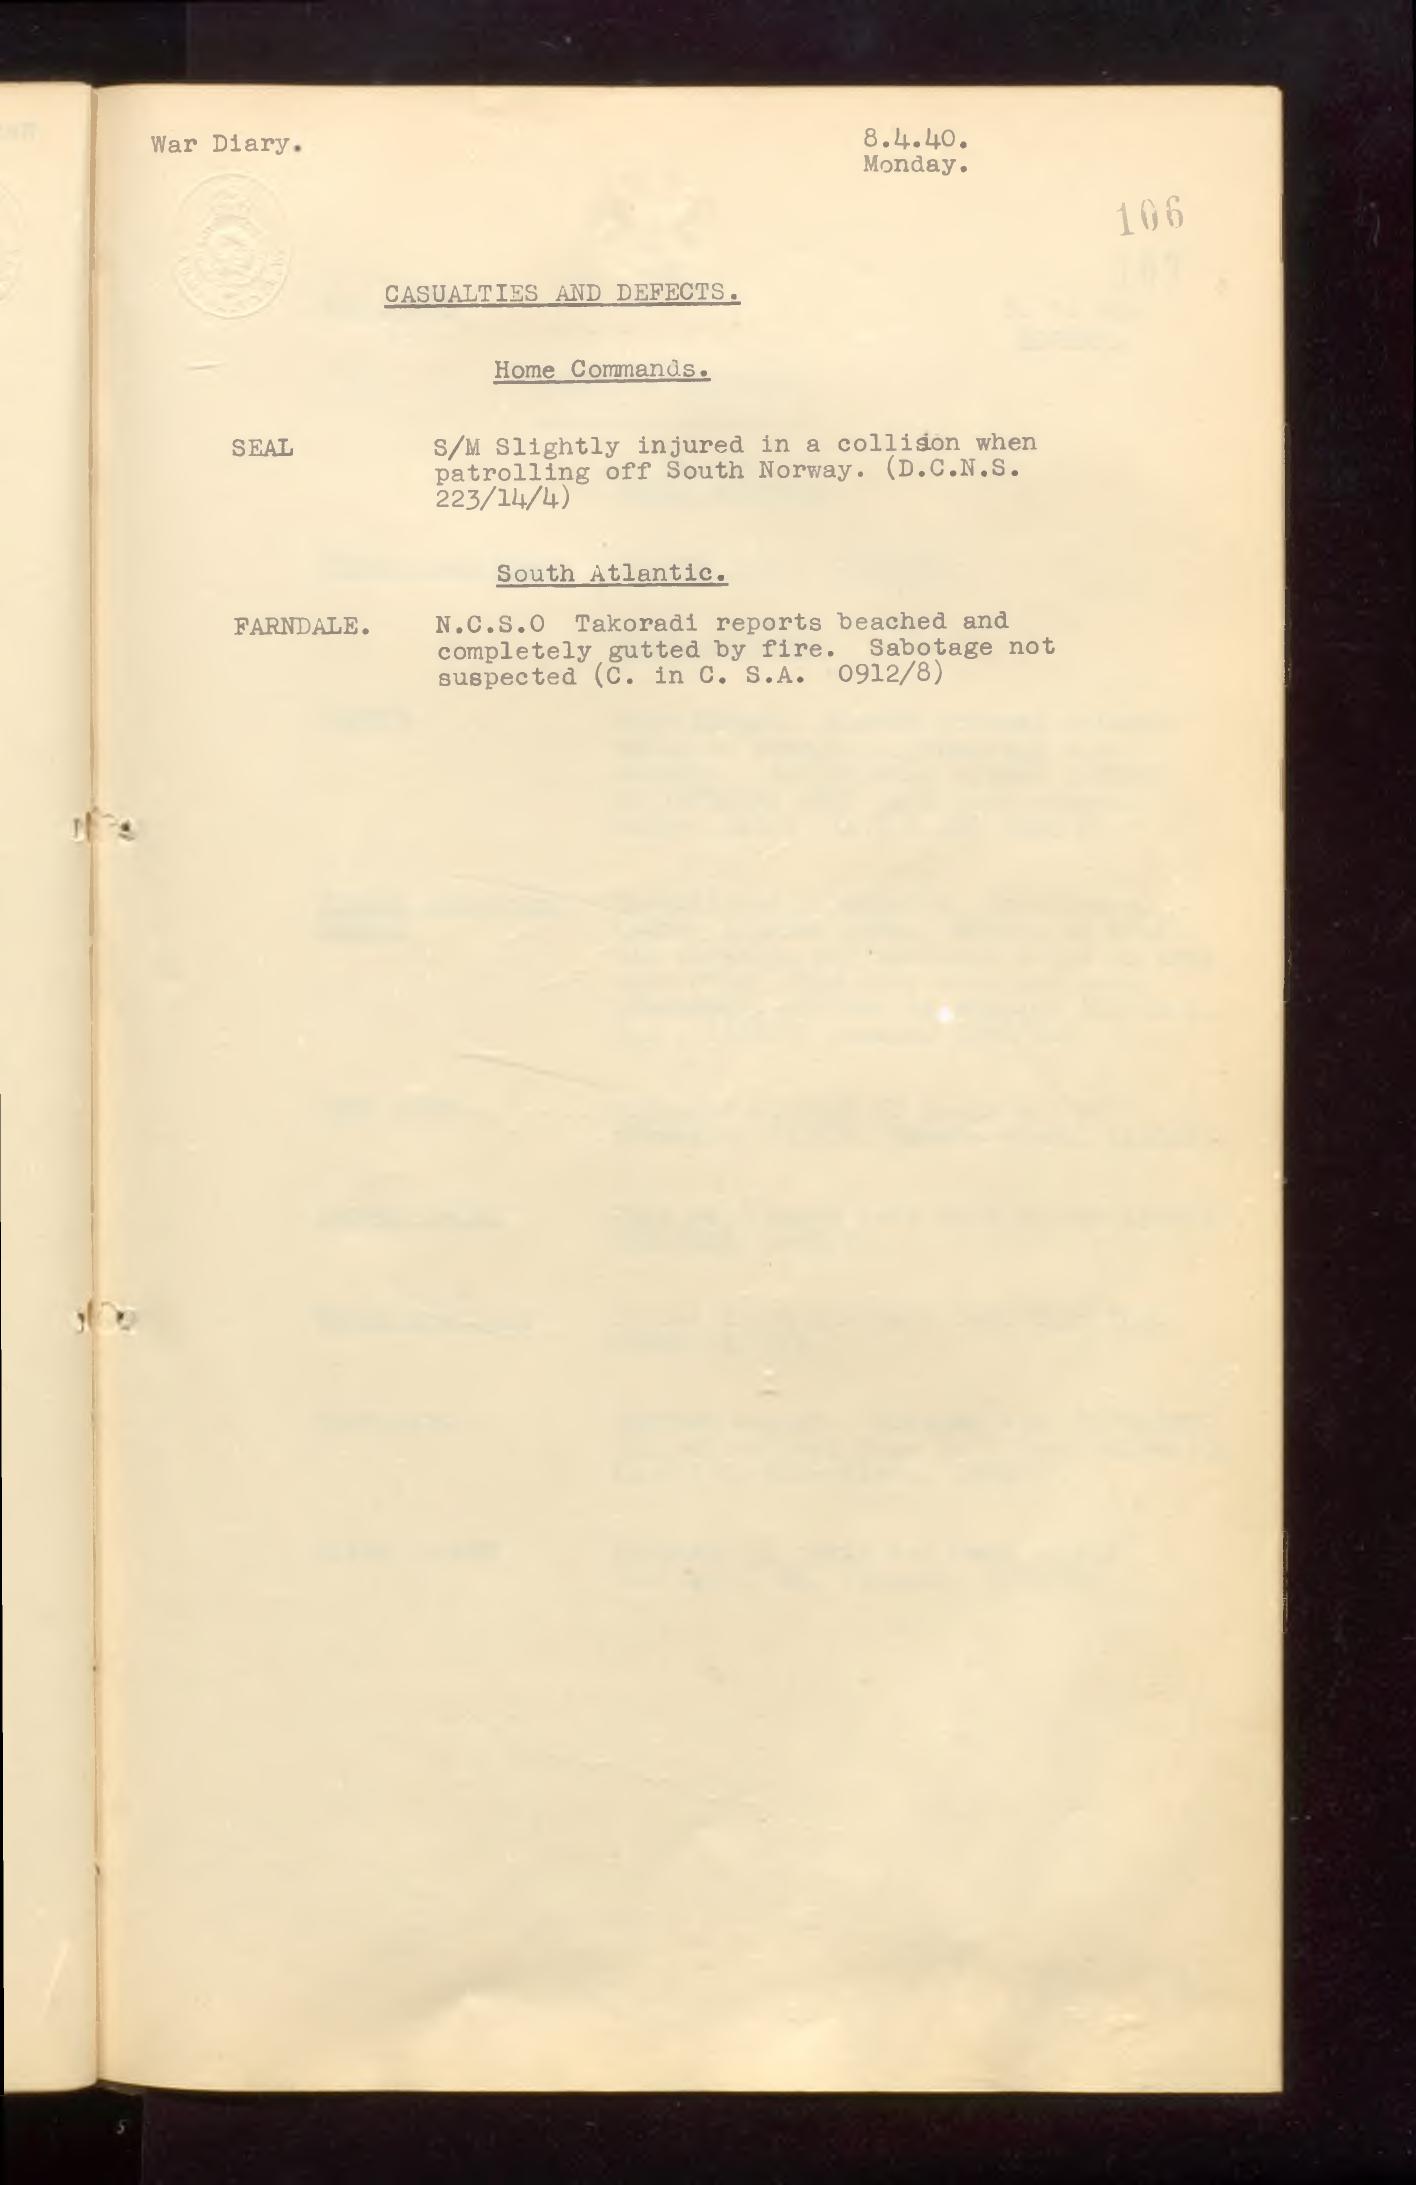 War Diary.
8.4.40.
Monday.
106
CASUALTIES AND DEFECTS.
Home Commands.
SEAL S/M Slightly injured in a collision when
patrolling off South Norway. (D.C.N.S.
223/14/4)
South Atlantic.
FARNDALE. N.C.S.O Takoradi reports beached and
completely gutted by fire. Sabotage not
suspected (C. in C. S.A. 0912/8)